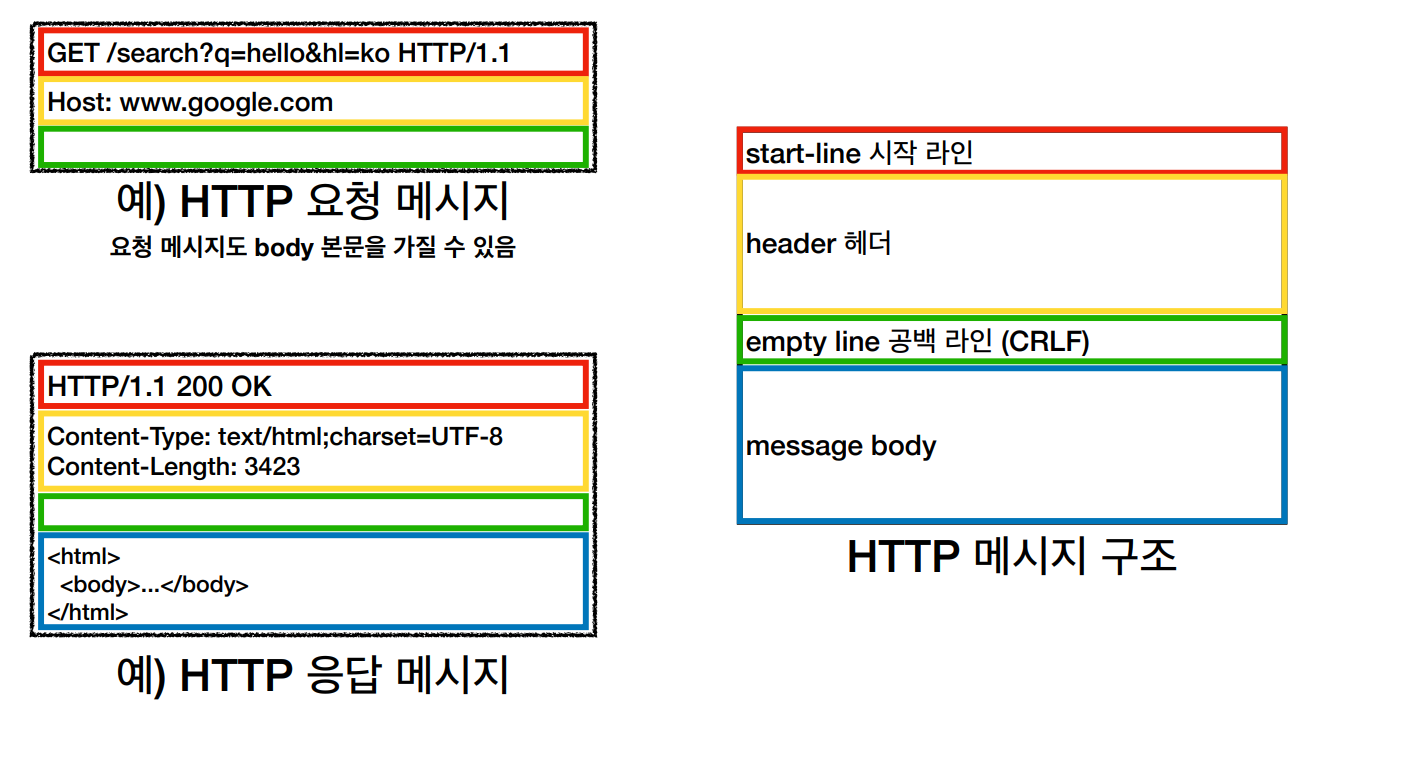 GET /search?q=hello&hl=ko HTTP/1.1
Host: www.google.com
예) HTTP 요청 메시지
요청 메시지도 body 본문을 가질 수 있음
HTTP/1.1 200 OK
Content-Type: text/html;charset=UTF-8
Content-Length: 3423
<html>
  <body>...</body>
</html>
예) HTTP 응답 메시지
start-line 시작 라인
header 헤더
empty line 공백 라인 (CRLF)
message body
HTTP 메시지 구조